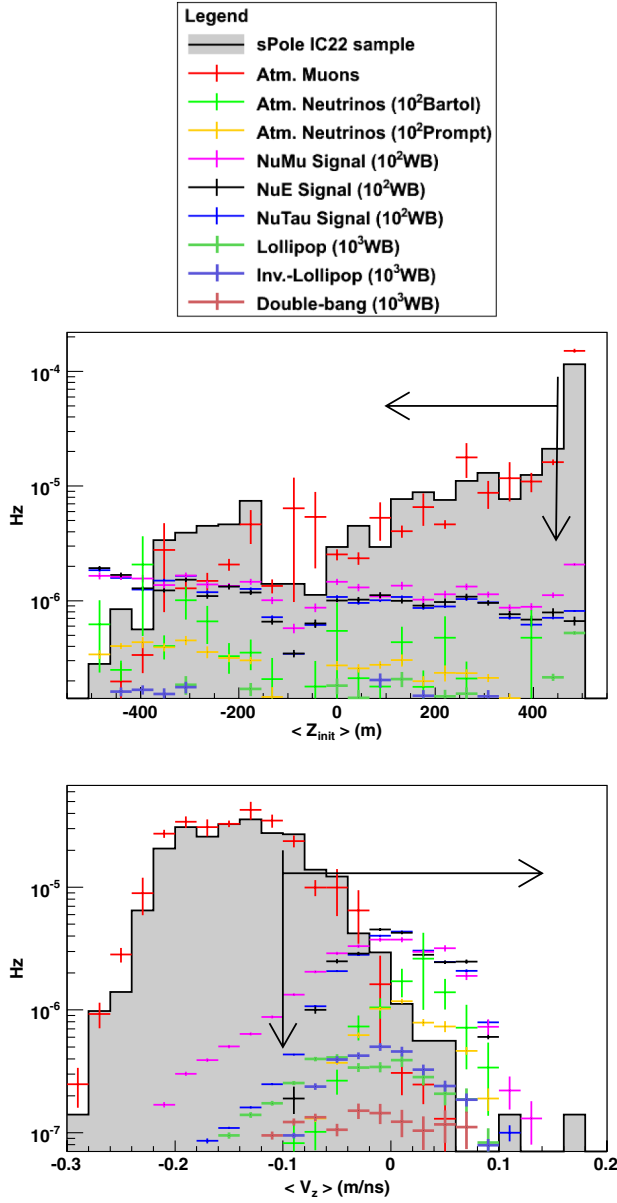 Legend
sPole IC22 sample
Atm. Muons
Atm. Neutrinos (10²Bartol)
Atm. Neutrinos (10²Prompt)
NuMu Signal (10²WB)
NuE Signal (10²WB)
NuTau Signal (10²WB)
Lollipop (10³WB)
Inv.-Lollipop (10³WB)
Double-bang (10³WB)
10⁻⁴
10⁻⁵
10⁻⁶
Hz
-400 -200 0 200 400
< Z_init > (m)
10⁻⁵
10⁻⁶
10⁻⁷
Hz
-0.3 -0.2 -0.1 0 0.1 0.2
< V_z > (m/ns)